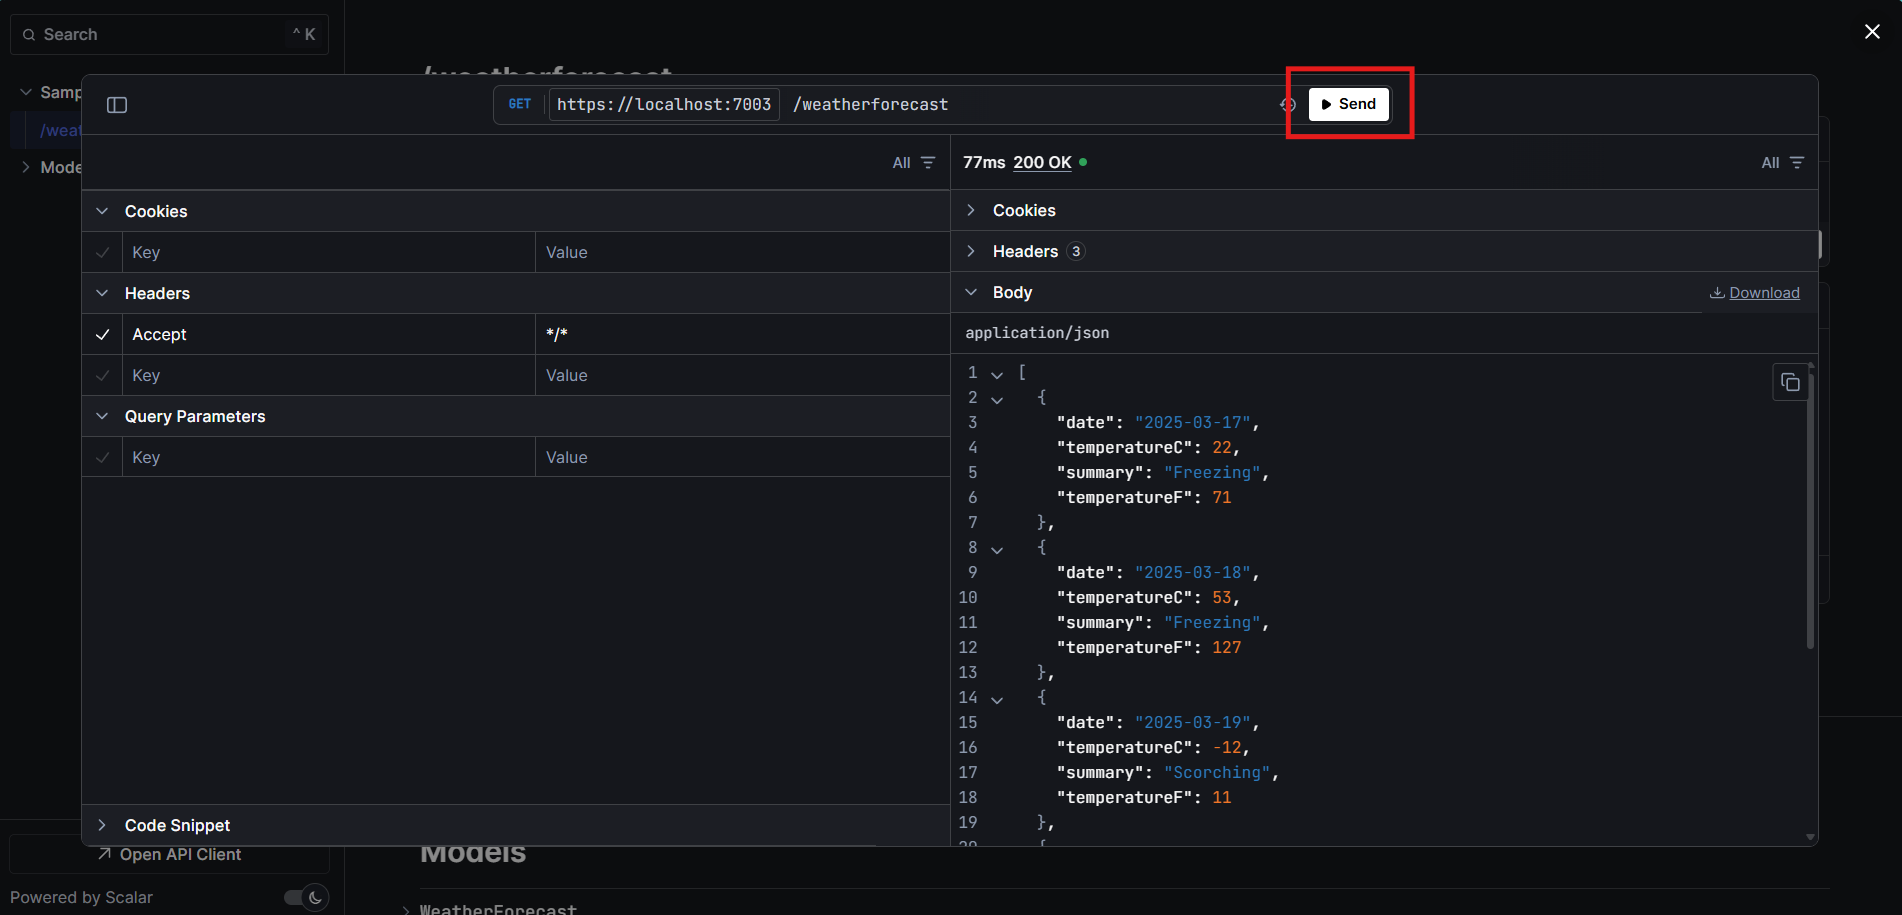 Search
^ K
Samp
/weat
Mode
/weatherforecast
GET https://localhost:7003 /weatherforecast
Send
All
Cookies
Key Value
Headers
Accept */*
Key Value
Query Parameters
Key Value
Code Snippet
77ms 200 OK
All
Cookies
Headers 3
Body
Download
application/json
1 [
2 {
3 "date": "2025-03-17",
4 "temperatureC": 22,
5 "summary": "Freezing",
6 "temperatureF": 71
7 },
8 {
9 "date": "2025-03-18",
10 "temperatureC": 53,
11 "summary": "Freezing",
12 "temperatureF": 127
13 },
14 {
15 "date": "2025-03-19",
16 "temperatureC": -12,
17 "summary": "Scorching",
18 "temperatureF": 11
19 },
20 {
Open API Client
Powered by Scalar
Models
WeatherForecast